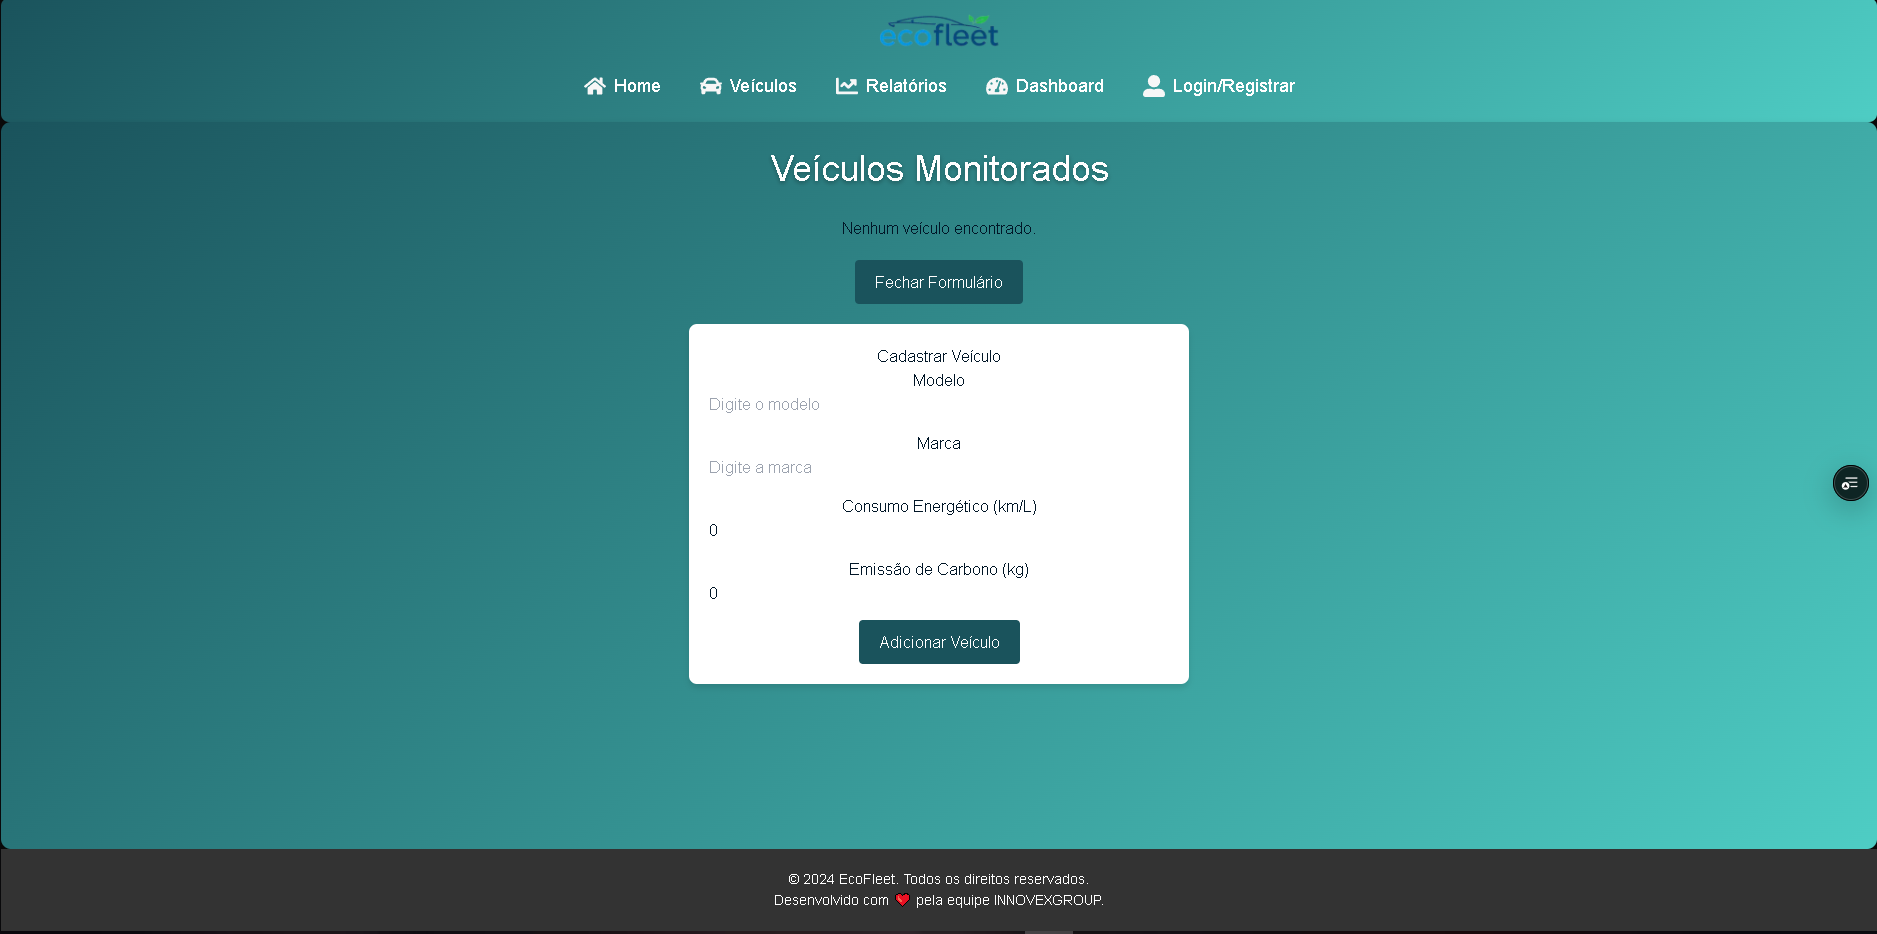 ecofleet
Home Veículos Relatórios Dashboard Login/Registrar
Veículos Monitorados
Nenhum veículo encontrado.
Fechar Formulário
Cadastrar Veículo
Modelo
Digite o modelo
Marca
Digite a marca
Consumo Energético (km/L)
0
Emissão de Carbono (kg)
0
Adicionar Veículo
© 2024 EcoFleet. Todos os direitos reservados.
Desenvolvido com ❤️ pela equipe INNOVEXGROUP.